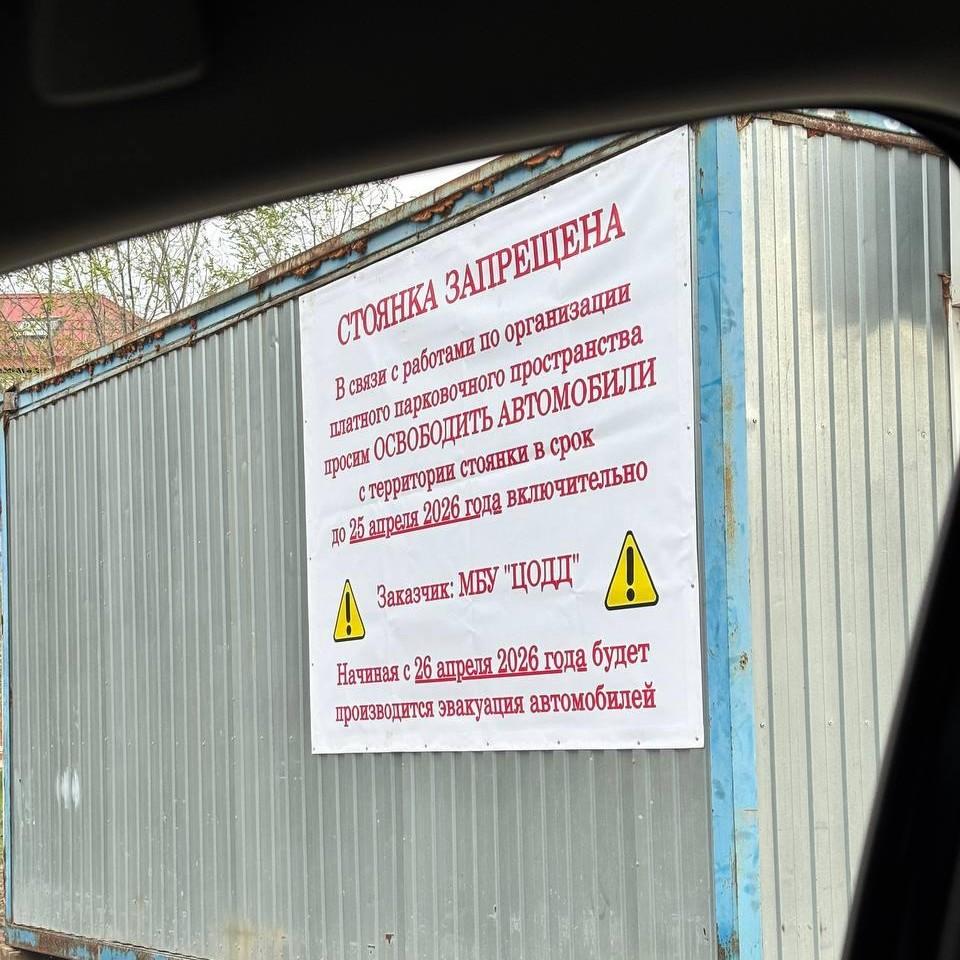 СТОЯНКА ЗАПРЕЩЕНА
В связи с работами по организации
платного парковочного пространства
просим ОСВОБОДИТЬ АВТОМОБИЛИ
с территории стоянки в срок
до 25 апреля 2026 года включительно
Заказчик: МБУ "ЦОДД"
Начиная с 26 апреля 2026 года будет
производится эвакуация автомобилей